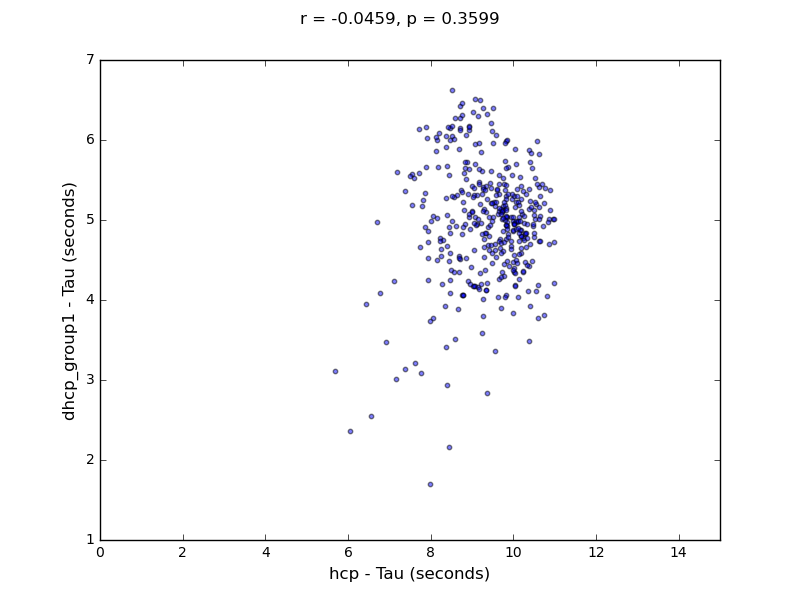 r = -0.0459, p = 0.3599
7
6
5
4
3
2
1
dhcp_group1 - Tau (seconds)
0 2 4 6 8 10 12 14
hcp - Tau (seconds)